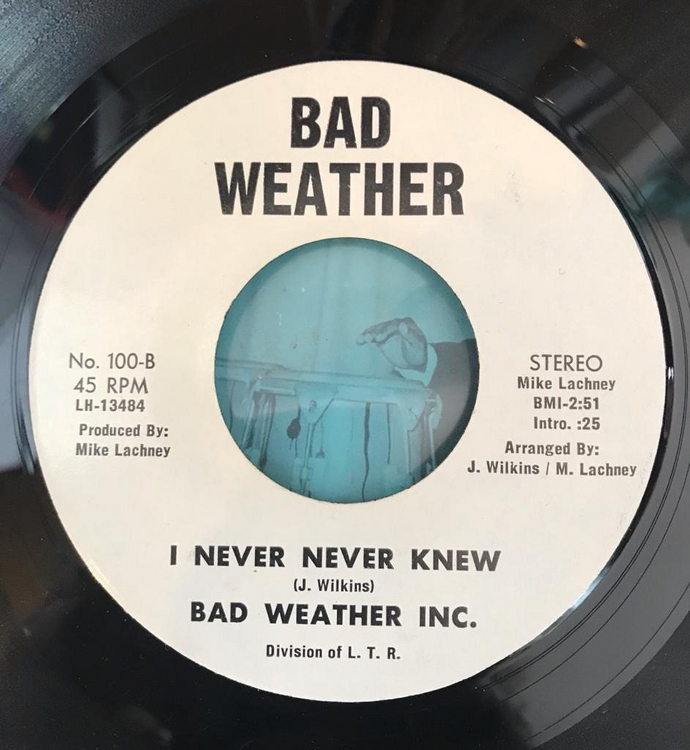 BAD
WEATHER
No. 100-B
45 RPM
LH-13484
Produced By:
Mike Lachney
STEREO
Mike Lachney
BMI-2:51
Intro. :25
Arranged By:
J. Wilkins / M. Lachney
I NEVER NEVER KNEW
(J. Wilkins)
BAD WEATHER INC.
Division of L. T. R.